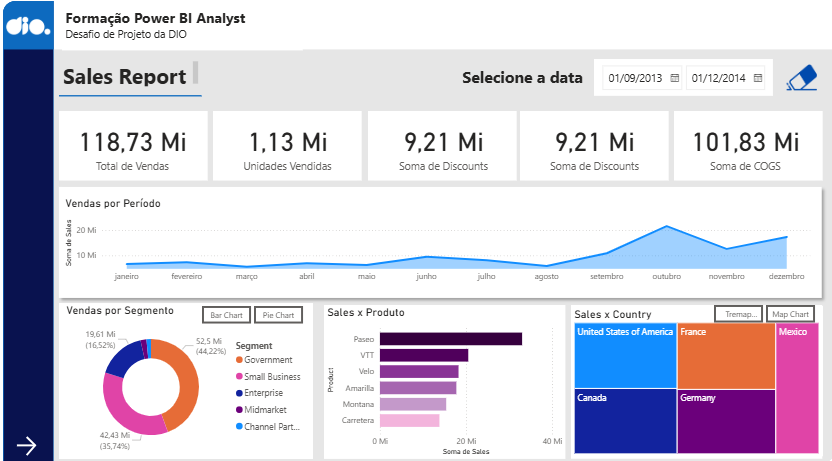 dio.
Formação Power BI Analyst
Desafio de Projeto da DIO
Sales Report
Selecione a data
01/09/2013
01/12/2014
118,73 Mi
Total de Vendas
1,13 Mi
Unidades Vendidas
9,21 Mi
Soma de Discounts
9,21 Mi
Soma de Discounts
101,83 Mi
Soma de COGS
Vendas por Período
Soma de Sales
20 Mi
10 Mi
janeiro fevereiro março abril maio junho julho agosto setembro outubro novembro dezembro
Vendas por Segmento
Bar Chart
Pie Chart
19,61 Mi
(16,52%)
52,5 Mi
(44,22%)
42,43 Mi
(35,74%)
Segment
Government
Small Business
Enterprise
Midmarket
Channel Part...
Sales x Produto
Product
Paseo
VTT
Velo
Amarilla
Montana
Carretera
0 Mi 20 Mi 40 Mi
Soma de Sales
Sales x Country
Tremap...
Map Chart
United States of America
France
Mexico
Canada
Germany